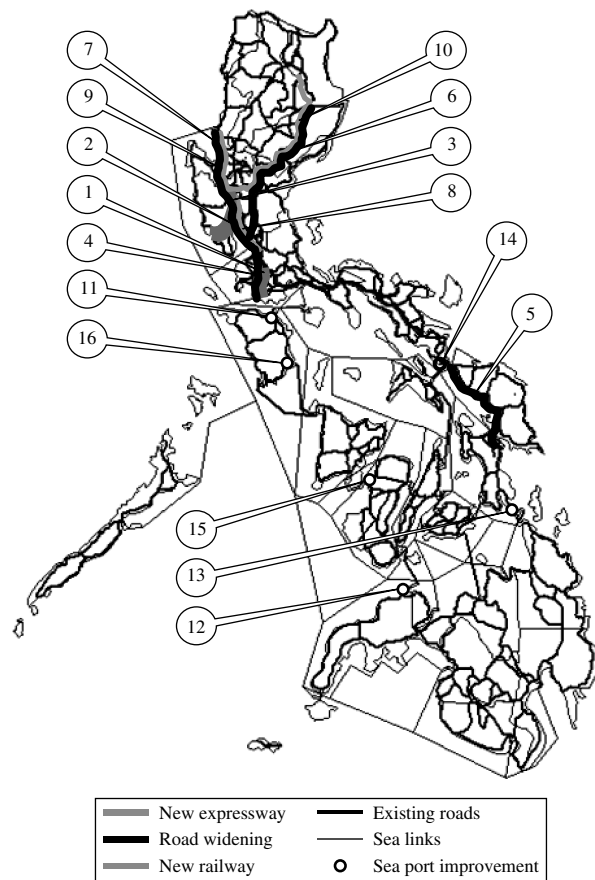 7
10
9
6
2
3
1
8
4
14
11
5
16
15
13
12
New expressway
Existing roads
Road widening
Sea links
New railway
Sea port improvement